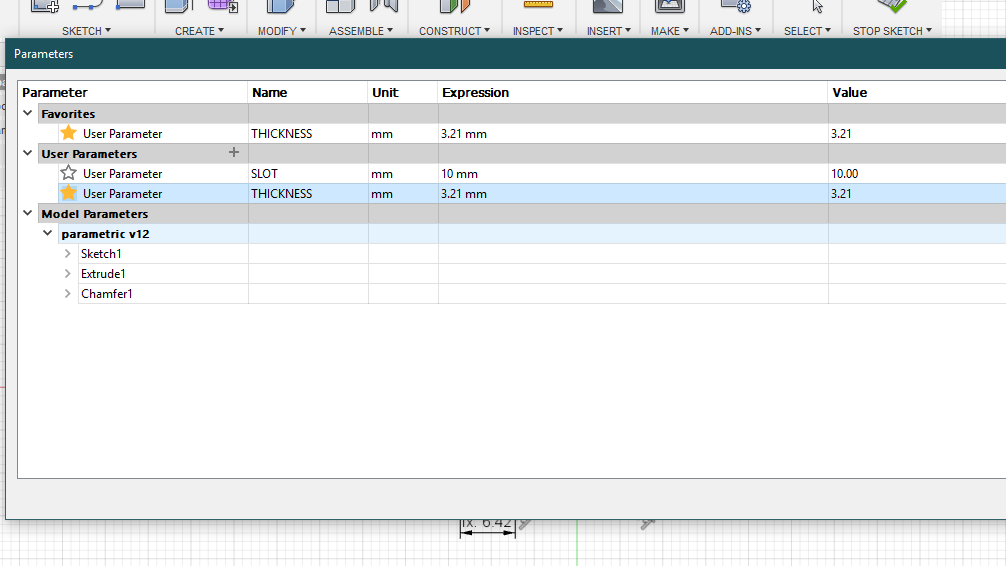 SKETCH CREATE MODIFY ASSEMBLE CONSTRUCT INSPECT INSERT MAKE ADD-INS SELECT STOP SKETCH
Parameters
Parameter Name Unit Expression Value
Favorites
User Parameter THICKNESS mm 3.21 mm 3.21
User Parameters +
User Parameter SLOT mm 10 mm 10.00
User Parameter THICKNESS mm 3.21 mm 3.21
Model Parameters
parametric v12
Sketch1
Extrude1
Chamfer1
fx: 6.42